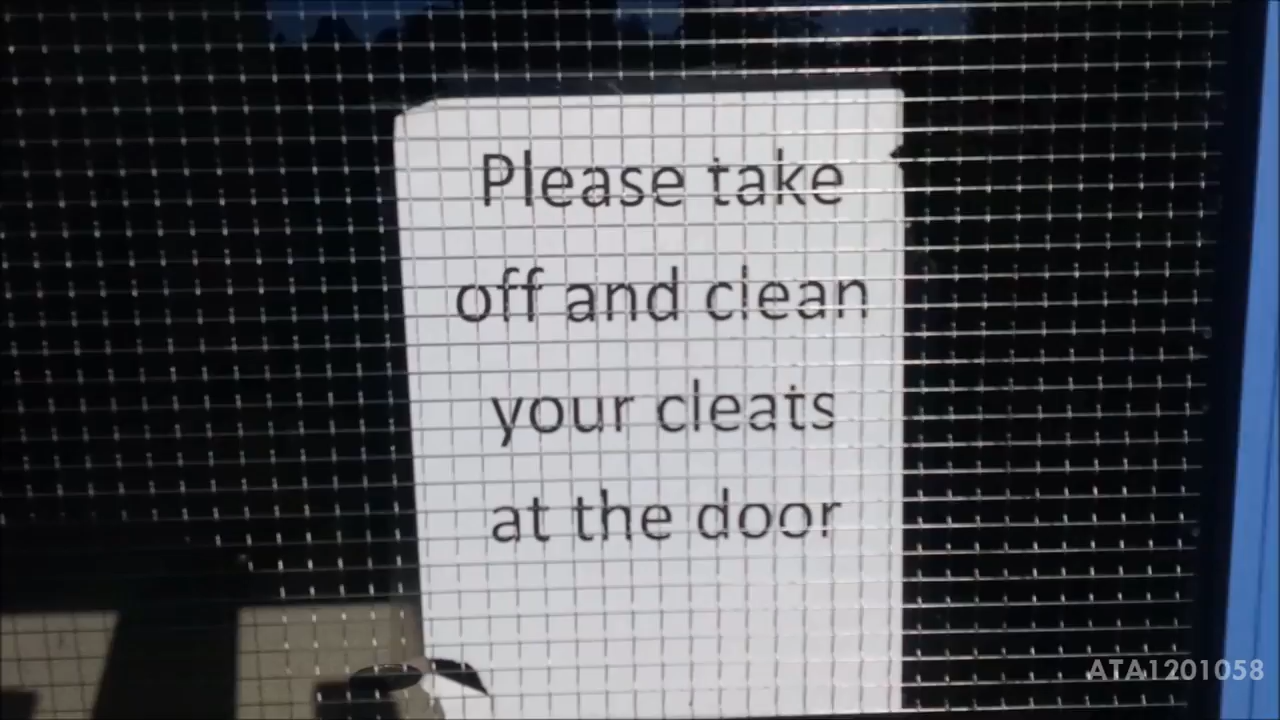 Please take
off and clean
your cleats
at the door
ATA1201058